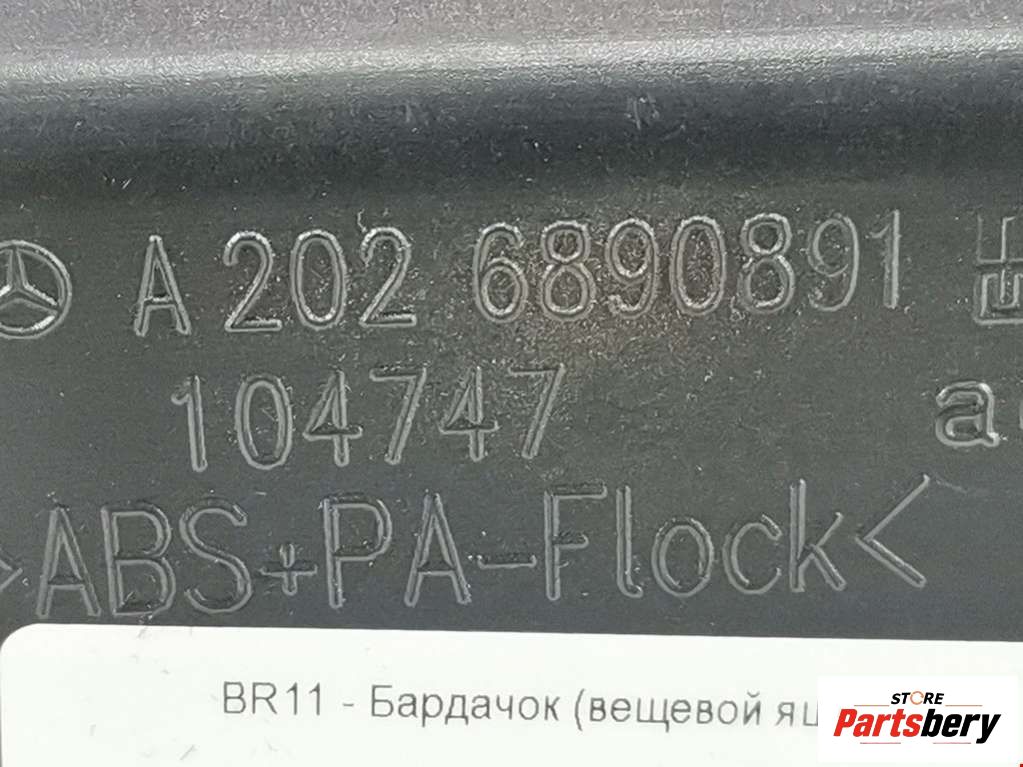 A 202 6890891
104747
>ABS+PA-Flock<
BR11 - Бардачок (вещевой
STORE
Partsbery